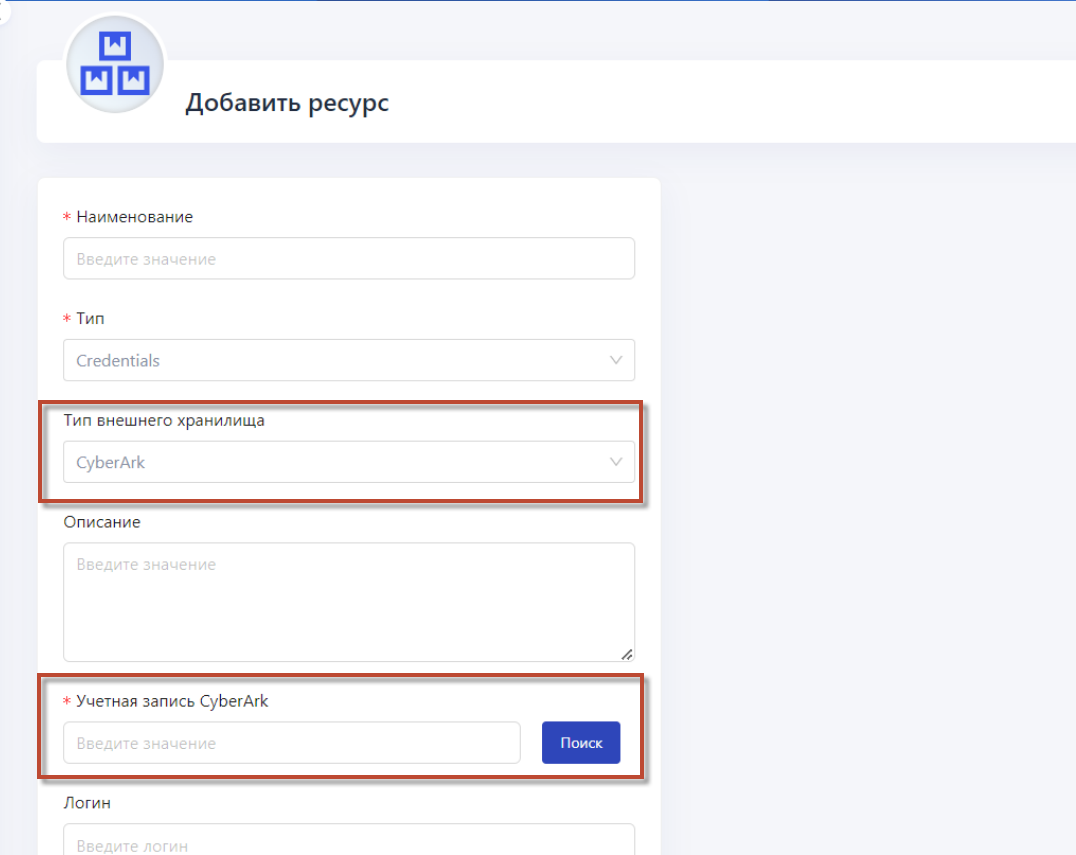 Добавить ресурс
* Наименование
Введите значение
* Тип
Credentials
Тип внешнего хранилища
CyberArk
Описание
Введите значение
* Учетная запись CyberArk
Введите значение
Поиск
Логин
Введите логин